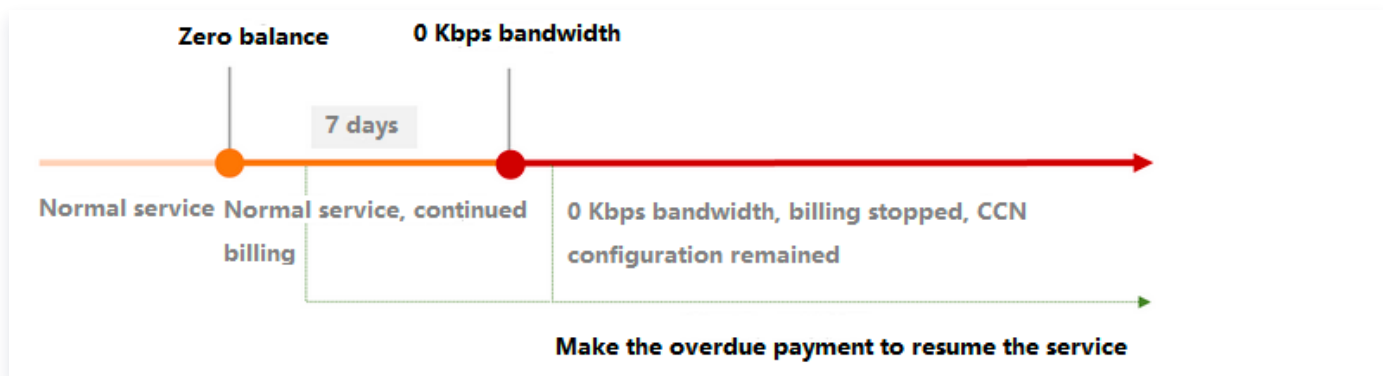 Zero balance
0 Kbps bandwidth
7 days
Normal service
Normal service, continued
billing
0 Kbps bandwidth, billing stopped, CCN
configuration remained
Make the overdue payment to resume the service